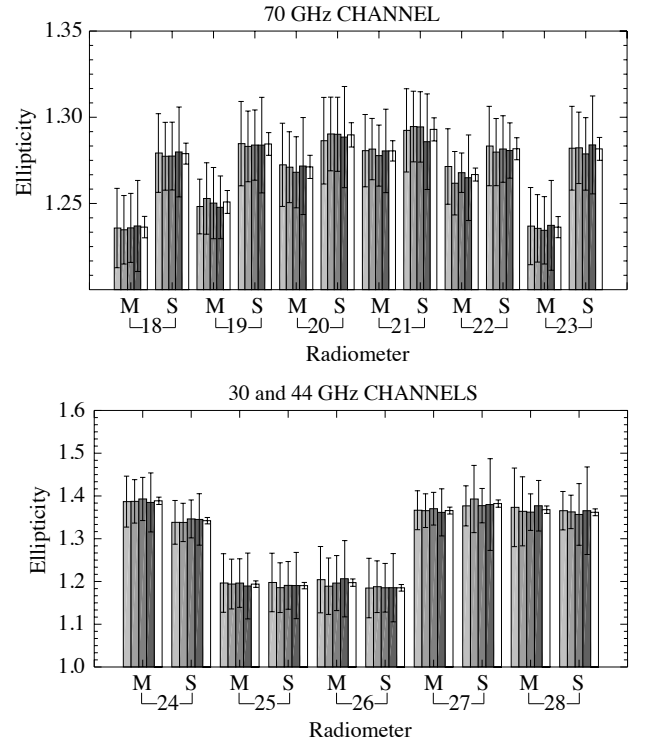 70 GHz CHANNEL
1.35
1.30
1.25
Ellipticity
M S M S M S M S M S M S
18 19 20 21 22 23
Radiometer
30 and 44 GHz CHANNELS
1.6
1.5
1.4
1.3
1.2
1.1
1.0
Ellipticity
M S M S M S M S M S
24 25 26 27 28
Radiometer